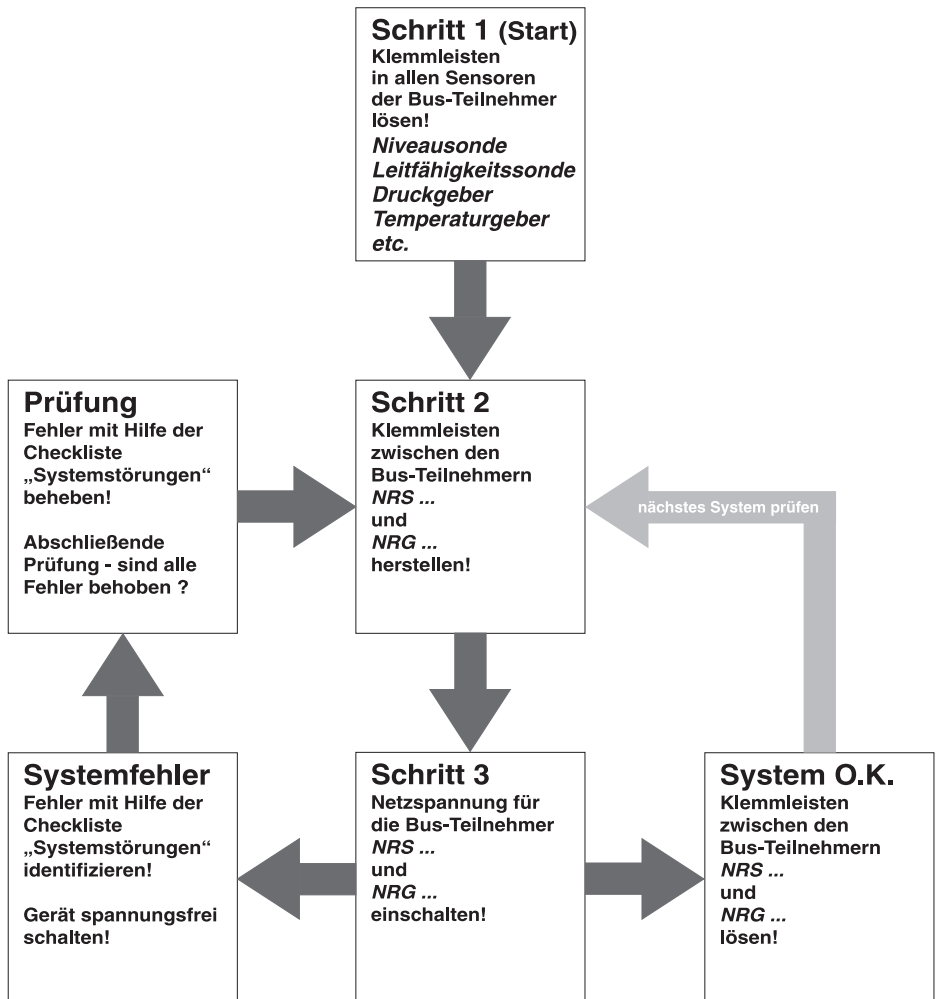 Schritt 1 (Start)
Klemmleisten
in allen Sensoren
der Bus-Teilnehmer
lösen!
Niveausonde
Leitfähigkeitssonde
Druckgeber
Temperaturgeber
etc.
Prüfung
Fehler mit Hilfe der
Checkliste
„Systemstörungen“
beheben!
Abschließende
Prüfung - sind alle
Fehler behoben ?
Schritt 2
Klemmleisten
zwischen den
Bus-Teilnehmern
NRS ...
und
NRG ...
herstellen!
nächstes System prüfen
Systemfehler
Fehler mit Hilfe der
Checkliste
„Systemstörungen“
identifizieren!
Gerät spannungsfrei
schalten!
Schritt 3
Netzspannung für
die Bus-Teilnehmer
NRS ...
und
NRG ...
einschalten!
System O.K.
Klemmleisten
zwischen den
Bus-Teilnehmern
NRS ...
und
NRG ...
lösen!